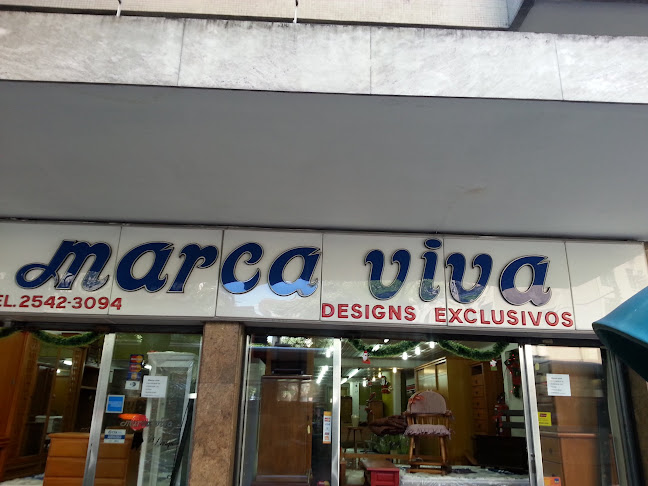 marca viva
EL. 2542-3094
DESIGNS EXCLUSIVOS